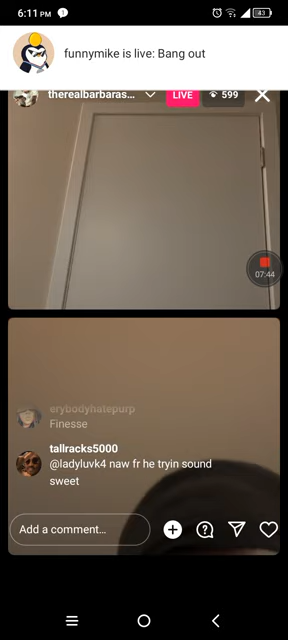 6:11 PM
43
funnymike is live: Bang out
therealbarbaras...
LIVE
599
07:44
erybodyhatepurp
Finesse
tallracks5000
@ladyluvk4 naw fr he tryin sound
sweet
Add a comment...